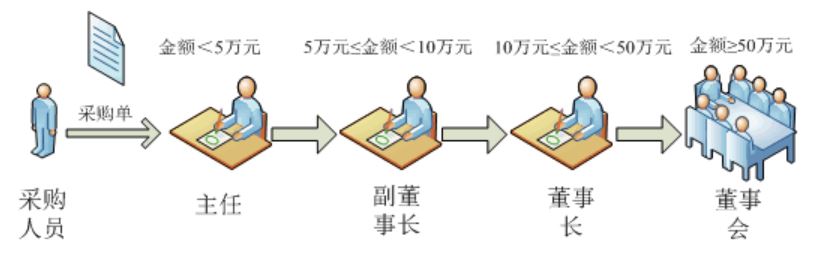 金额＜5万元
5万元≤金额＜10万元
10万元≤金额＜50万元
金额≥50万元
采购单
采购
人员
主任
副董
事长
董事
长
董事
会